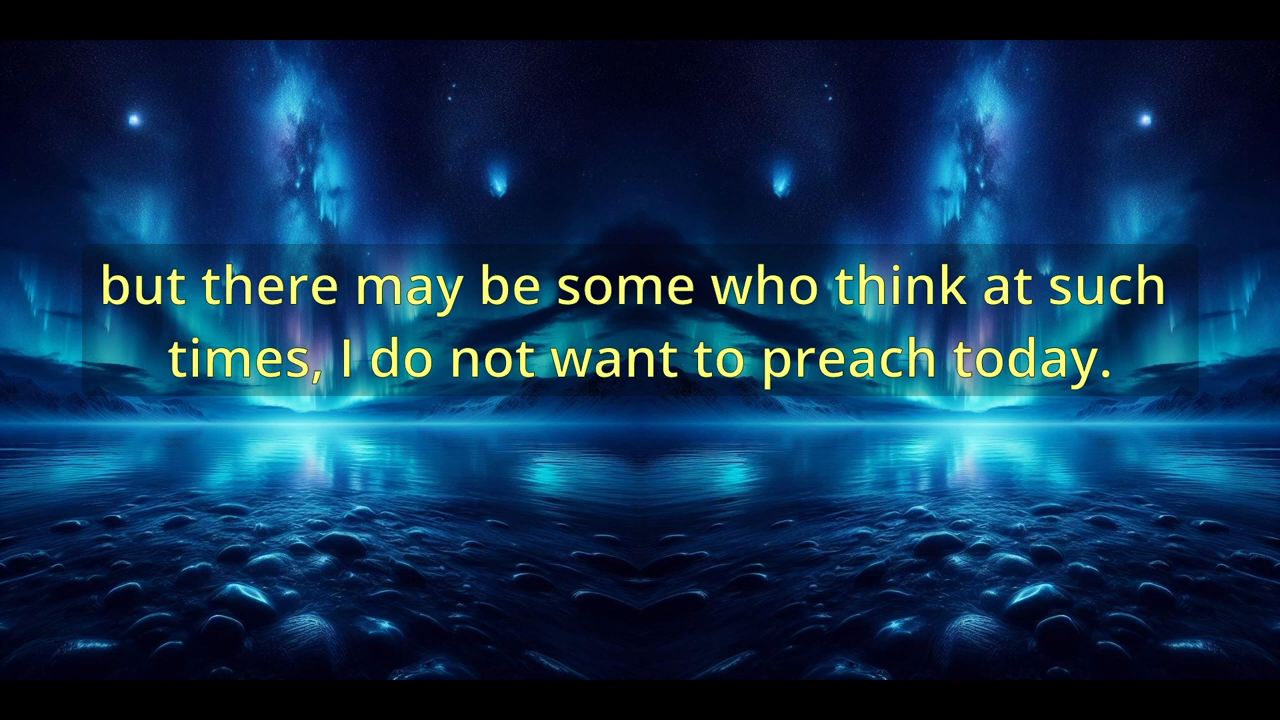 but there may be some who think at such
times, I do not want to preach today.